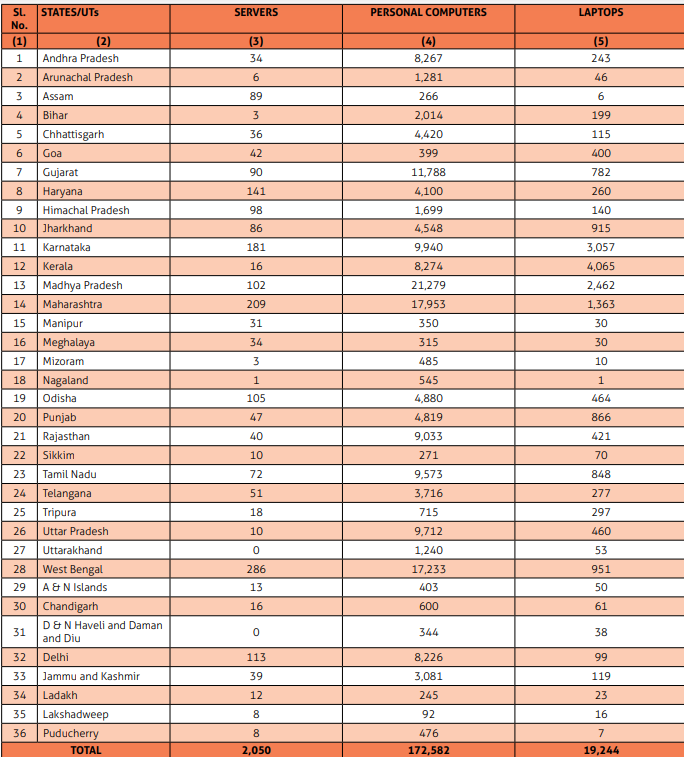 Sl. No. STATES/UTs SERVERS PERSONAL COMPUTERS LAPTOPS
(1) (2) (3) (4) (5)
1 Andhra Pradesh 34 8,267 243
2 Arunachal Pradesh 6 1,281 46
3 Assam 89 266 6
4 Bihar 3 2,014 199
5 Chhattisgarh 36 4,420 115
6 Goa 42 399 400
7 Gujarat 90 11,788 782
8 Haryana 141 4,100 260
9 Himachal Pradesh 98 1,699 140
10 Jharkhand 86 4,548 915
11 Karnataka 181 9,940 3,057
12 Kerala 16 8,274 4,065
13 Madhya Pradesh 102 21,279 2,462
14 Maharashtra 209 17,953 1,363
15 Manipur 31 350 30
16 Meghalaya 34 315 30
17 Mizoram 3 485 10
18 Nagaland 1 545 1
19 Odisha 105 4,880 464
20 Punjab 47 4,819 866
21 Rajasthan 40 9,033 421
22 Sikkim 10 271 70
23 Tamil Nadu 72 9,573 848
24 Telangana 51 3,716 277
25 Tripura 18 715 297
26 Uttar Pradesh 10 9,712 460
27 Uttarakhand 0 1,240 53
28 West Bengal 286 17,233 951
29 A & N Islands 13 403 50
30 Chandigarh 16 600 61
31 D & N Haveli and Daman and Diu 0 344 38
32 Delhi 113 8,226 99
33 Jammu and Kashmir 39 3,081 119
34 Ladakh 12 245 23
35 Lakshadweep 8 92 16
36 Puducherry 8 476 7
TOTAL 2,050 172,582 19,244